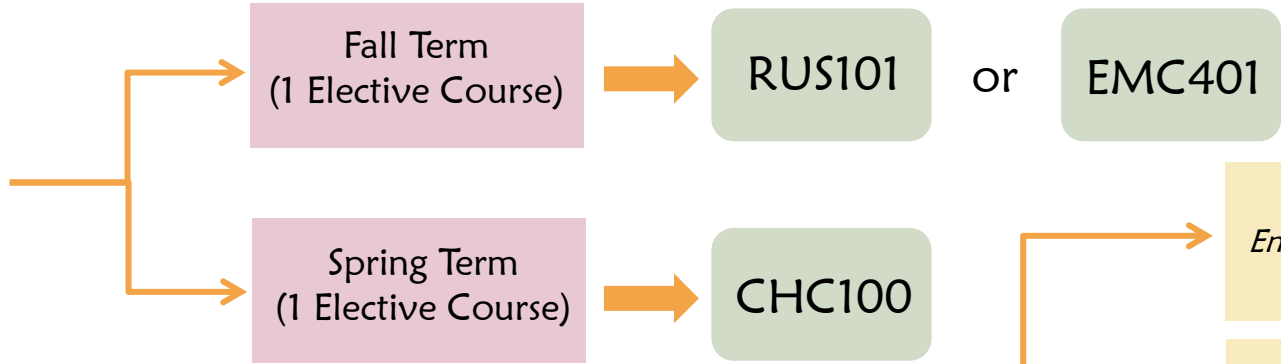 Fall Term
(1 Elective Course)
RUS101 or EMC401
Spring Term
(1 Elective Course)
CHC100